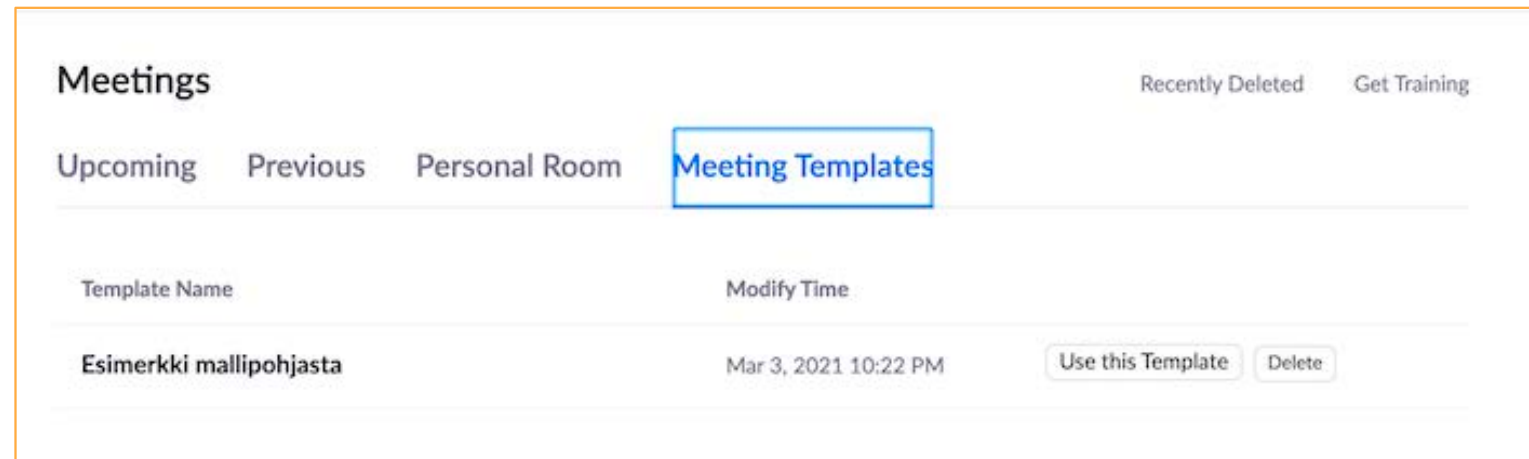 Meetings
Recently Deleted Get Training
Upcoming Previous Personal Room Meeting Templates
Template Name Modify Time
Esimerkki mallipohjasta Mar 3, 2021 10:22 PM Use this Template Delete